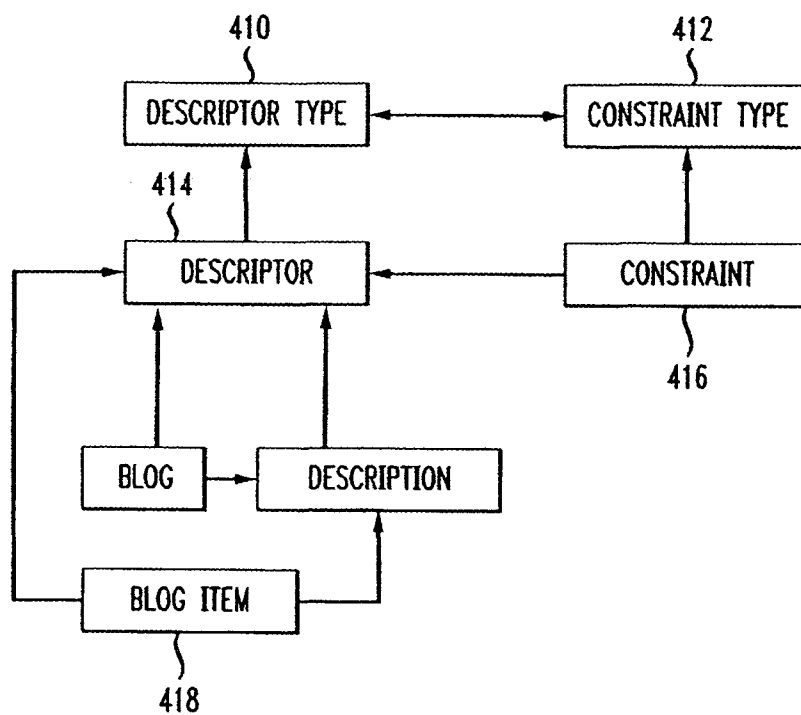 410
412
DESCRIPTOR TYPE
CONSTRAINT TYPE
414
DESCRIPTOR
CONSTRAINT
416
BLOG
DESCRIPTION
BLOG ITEM
418